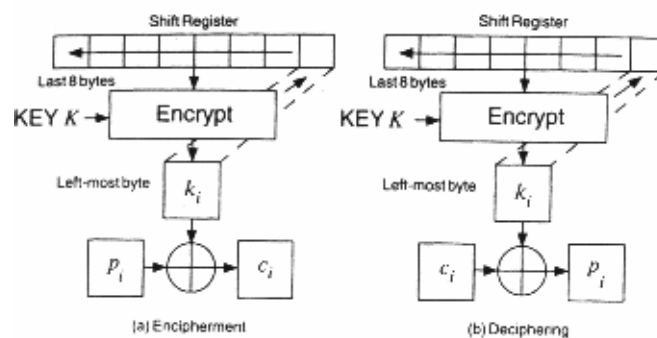 Shift Register
Last 8 bytes
KEY K
Encrypt
Left-most byte
k_i
p_i
c_i
(a) Encipherment
Shift Register
Last 8 bytes
KEY K
Encrypt
Left-most byte
k_i
c_i
p_i
(b) Deciphering